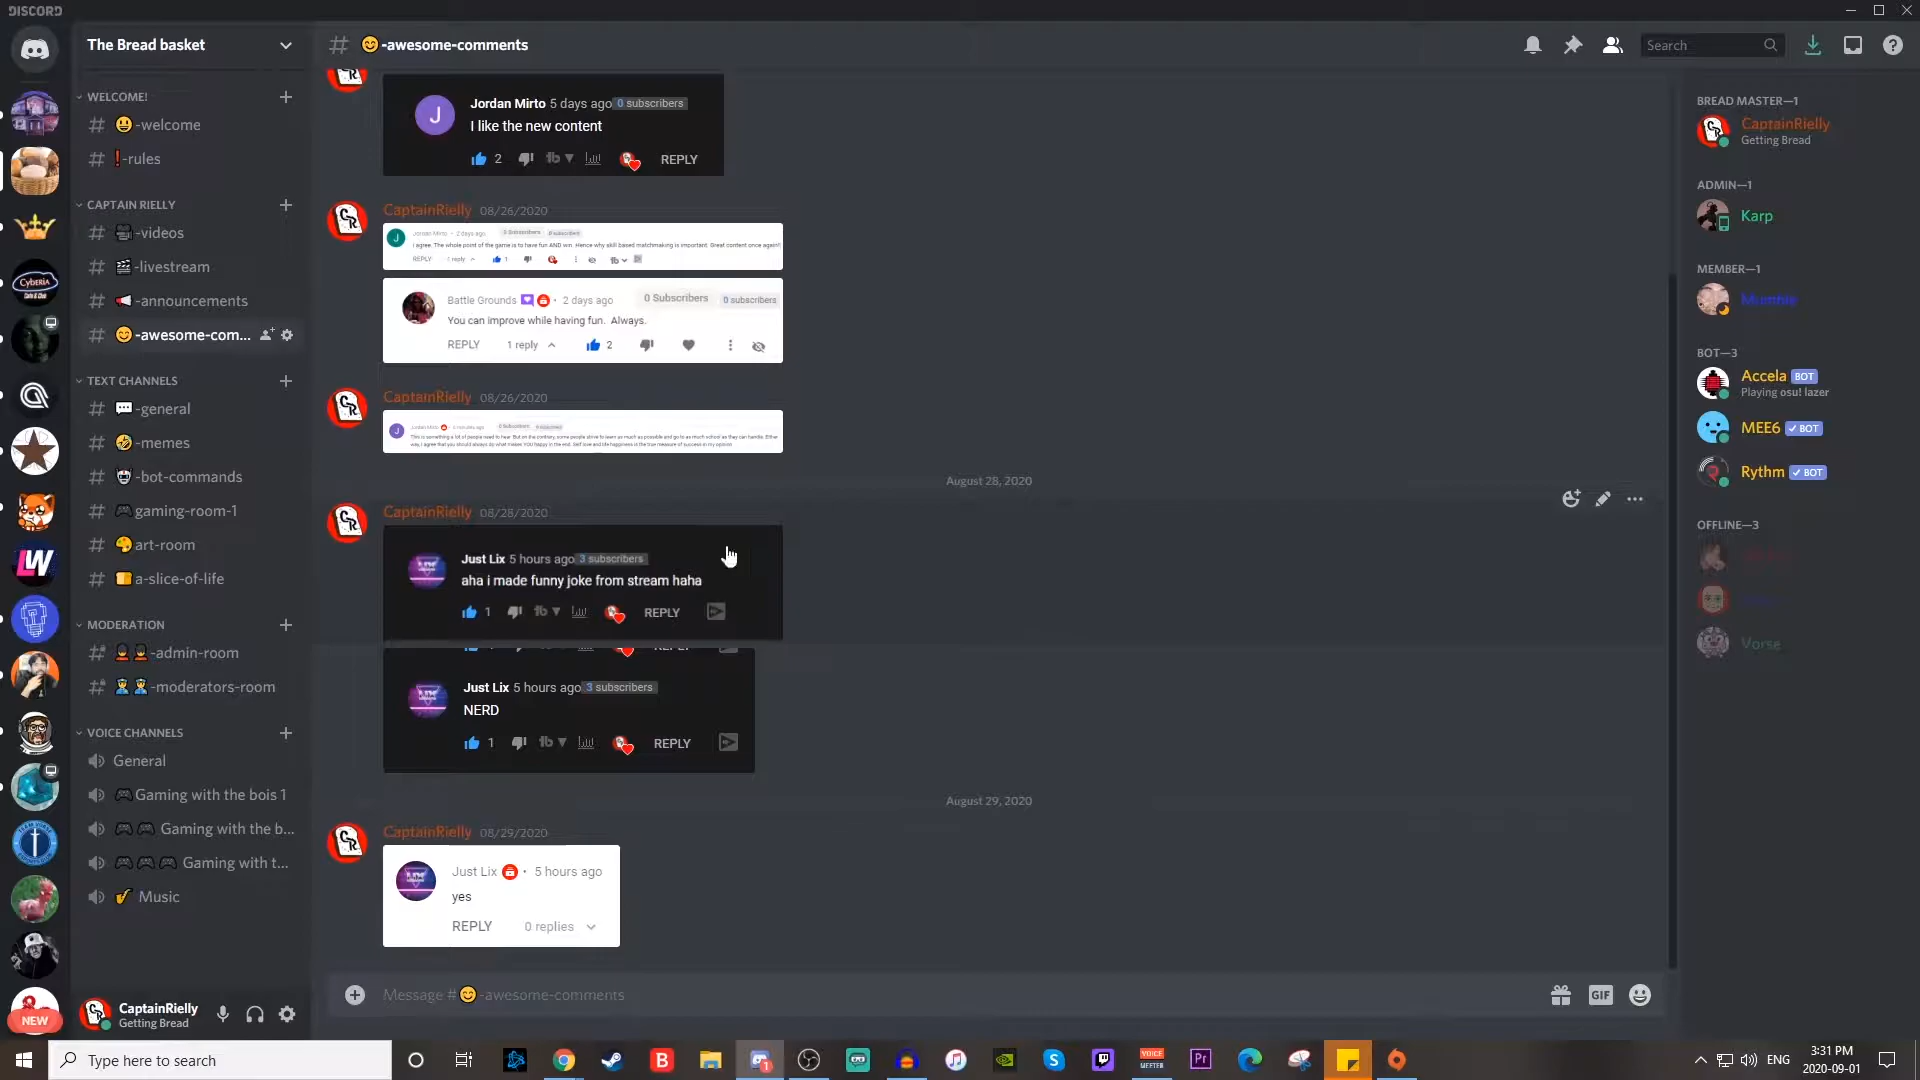 DISCORD
The Bread basket
WELCOME!
-welcome
-rules
CAPTAIN RIELLY
-videos
-livestream
-announcements
-awesome-com...
TEXT CHANNELS
-general
-memes
-bot-commands
gaming-room-1
art-room
a-slice-of-life
MODERATION
-admin-room
-moderators-room
VOICE CHANNELS
General
Gaming with the bois 1
Gaming with the b...
Gaming with t...
Music
NEW
CaptainRielly
Getting Bread
-awesome-comments
Search
Jordan Mirto 5 days ago 0 subscribers
I like the new content
2 REPLY
CaptainRielly 08/26/2020
Jordan Mirto • 2 days ago 0 Subscribers 0 subscribers
I agree. The whole point of the game is to have fun AND win. Hence why skill based matchmaking is important. Great content once again!
REPLY 1 reply 1
Battle Grounds • 2 days ago 0 Subscribers 0 subscribers
You can improve while having fun. Always.
REPLY 1 reply 2
CaptainRielly 08/26/2020
This is something a lot of people need to hear. But on the contrary, some people strive to learn as much as possible and go to as much school as they can handle. Either
way, I agree that you should always do what makes YOU happy in the end. Self love and life happiness is the true measure of success in my opinion
August 28, 2020
CaptainRielly 08/28/2020
Just Lix 5 hours ago 3 subscribers
aha i made funny joke from stream haha
1 REPLY
Just Lix 5 hours ago 3 subscribers
NERD
1 REPLY
August 29, 2020
CaptainRielly 08/29/2020
Just Lix • 5 hours ago
yes
REPLY 0 replies
Message # -awesome-comments
GIF
BREAD MASTER—1
CaptainRielly
Getting Bread
ADMIN—1
Karp
MEMBER—1
BOT—3
Accela BOT
Playing osu! lazer
MEE6 BOT
Rythm BOT
OFFLINE—3
Vorse
CYBERIA
LW
Type here to search
VOICE
MEETER
Pr
ENG
3:31 PM
2020-09-01